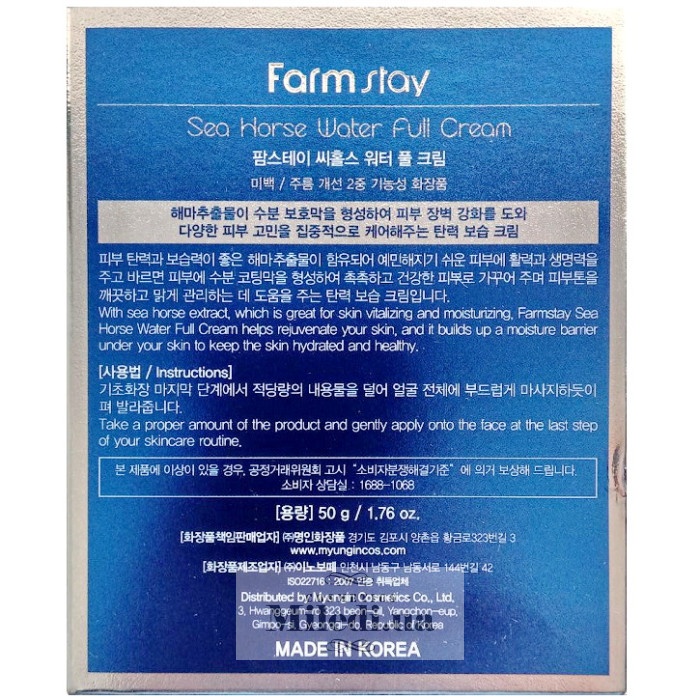 Farmstay
Sea Horse Water Full Cream
팜스테이 씨홀스 워터 풀 크림
미백 / 주름 개선 2중 기능성 화장품
해마추출물이 수분 보호막을 형성하여 피부 장벽 강화를 도와
다양한 피부 고민을 집중적으로 케어해주는 탄력 보습 크림
피부 탄력과 보습력이 좋은 해마추출물이 함유되어 예민해지기 쉬운 피부에 활력과 생명력을
주고 바르면 피부에 수분 코팅막을 형성하여 촉촉하고 건강한 피부로 가꾸어 주며 피부톤을
깨끗하고 맑게 관리하는 데 도움을 주는 탄력 보습 크림입니다.
With sea horse extract, which is great for skin vitalizing and moisturizing, Farmstay Sea
Horse Water Full Cream helps rejuvenate your skin, and it builds up a moisture barrier
under your skin to keep the skin hydrated and healthy.
[사용법 / Instructions]
기초화장 마지막 단계에서 적당량의 내용물을 덜어 얼굴 전체에 부드럽게 마사지하듯이
펴 발라줍니다.
Take a proper amount of the product and gently apply onto the face at the last step
of your skincare routine.
본 제품에 이상이 있을 경우, 공정거래위원회 고시 "소비자분쟁해결기준" 에 의거 보상해 드립니다.
소비자 상담실 : 1688-1068
[용량] 50 g / 1.76 oz.
[화장품책임판매업자] ㈜명인화장품 경기도 김포시 양촌읍 황금로323번길 3
www.myungincos.com
[화장품제조업자] ㈜이노보떼 인천시 남동구 남동서로 144번길 42
ISO22716 : 2007 인증 취득업체
Distributed by Myungin Cosmetics Co., Ltd.
3, Hwanggeum-ro 323 beon-gil, Yangchon-eup,
Gimpo-si, Gyeonggi-do, Republic of Korea
MADE IN KOREA